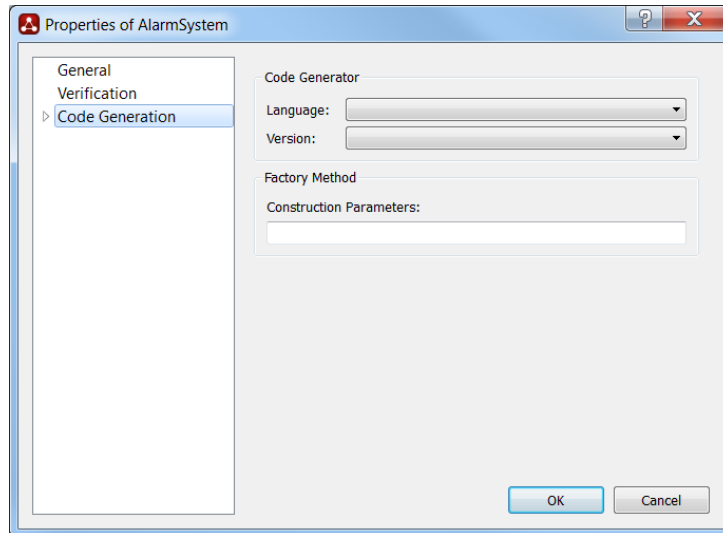 Properties of AlarmSystem
General
Verification
Code Generation
Code Generator
Language:
Version:
Factory Method
Construction Parameters:
OK
Cancel